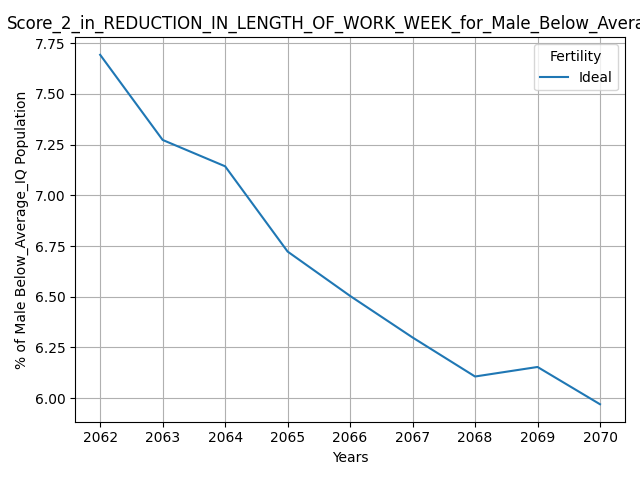 Score_2_in_REDUCTION_IN_LENGTH_OF_WORK_WEEK_for_Male_Below_Avera
7.75
7.50
7.25
7.00
6.75
6.50
6.25
6.00
% of Male Below_Average_IQ Population
Fertility
Ideal
2062 2063 2064 2065 2066 2067 2068 2069 2070
Years